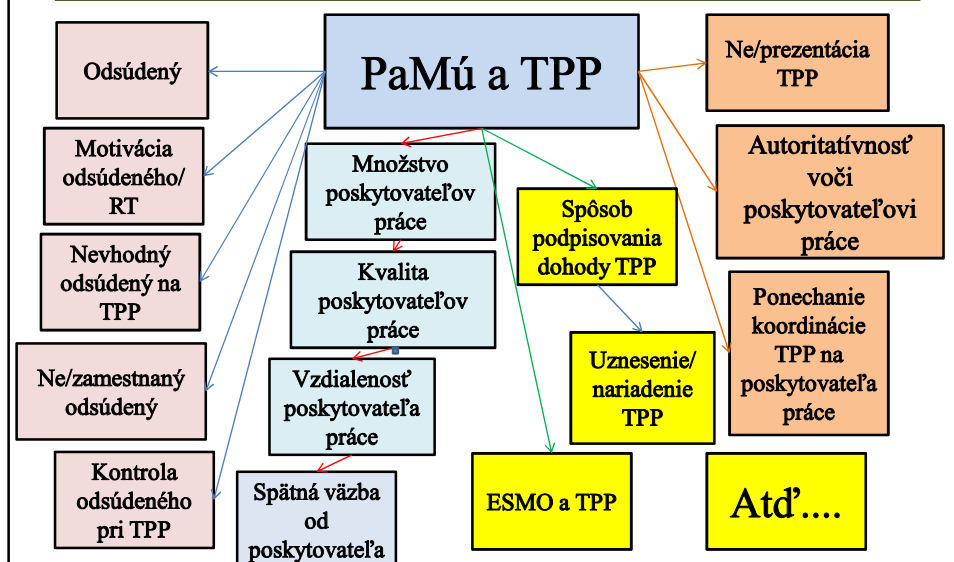 PaMú a TPP
Odsúdený
Motivácia
odsúdeného/
RT
Nevhodný
odsúdený na
TPP
Ne/zamestnaný
odsúdený
Kontrola
odsúdeného
pri TPP
Množstvo
poskytovateľov
práce
Kvalita
poskytovateľov
práce
Vzdialenosť
poskytovateľa
práce
Spätná väzba
od
poskytovateľa
Spôsob
podpisovania
dohody TPP
Uznesenie/
nariadenie
TPP
ESMO a TPP
Ne/prezentácia
TPP
Autoritatívnosť
voči
poskytovateľovi
práce
Ponechanie
koordinácie
TPP na
poskytovateľa
práce
Atď....